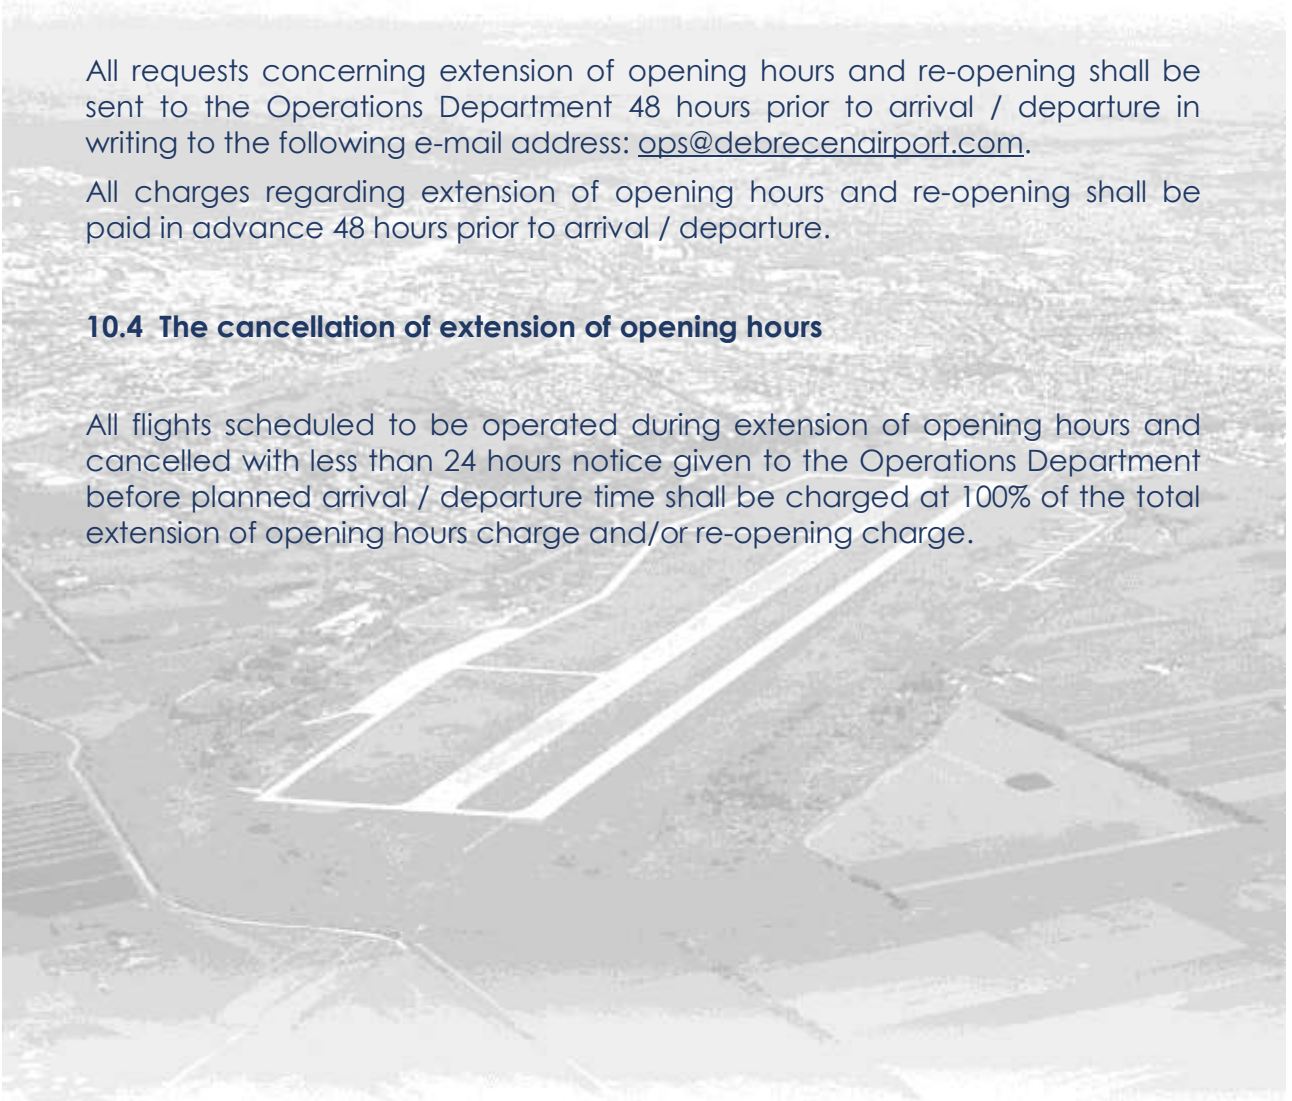 All requests concerning extension of opening hours and re-opening shall be
sent to the Operations Department 48 hours prior to arrival / departure in
writing to the following e-mail address: ops@debrecenairport.com.
All charges regarding extension of opening hours and re-opening shall be
paid in advance 48 hours prior to arrival / departure.
10.4 The cancellation of extension of opening hours
All flights scheduled to be operated during extension of opening hours and
cancelled with less than 24 hours notice given to the Operations Department
before planned arrival / departure time shall be charged at 100% of the total
extension of opening hours charge and/or re-opening charge.